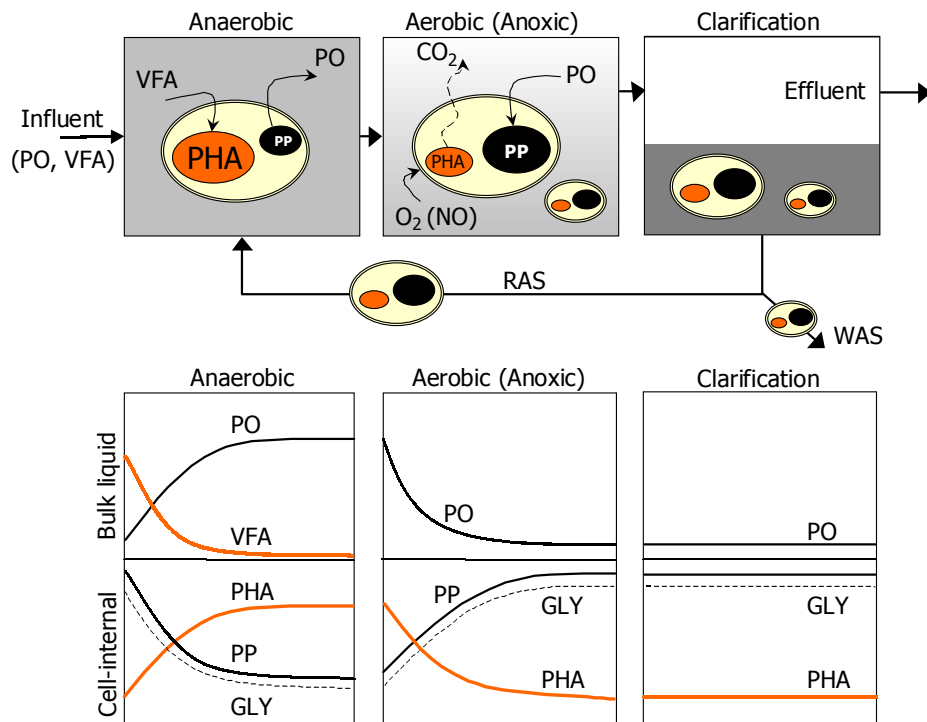 Anaerobic
Aerobic (Anoxic)
Clarification
PO
VFA
PHA
PP
Influent
(PO, VFA)
CO2
PO
PHA
PP
O2 (NO)
Effluent
RAS
WAS
Anaerobic
Aerobic (Anoxic)
Clarification
Bulk liquid
PO
VFA
PO
PO
Cell-internal
PHA
PP
GLY
PP
GLY
PHA
GLY
PHA